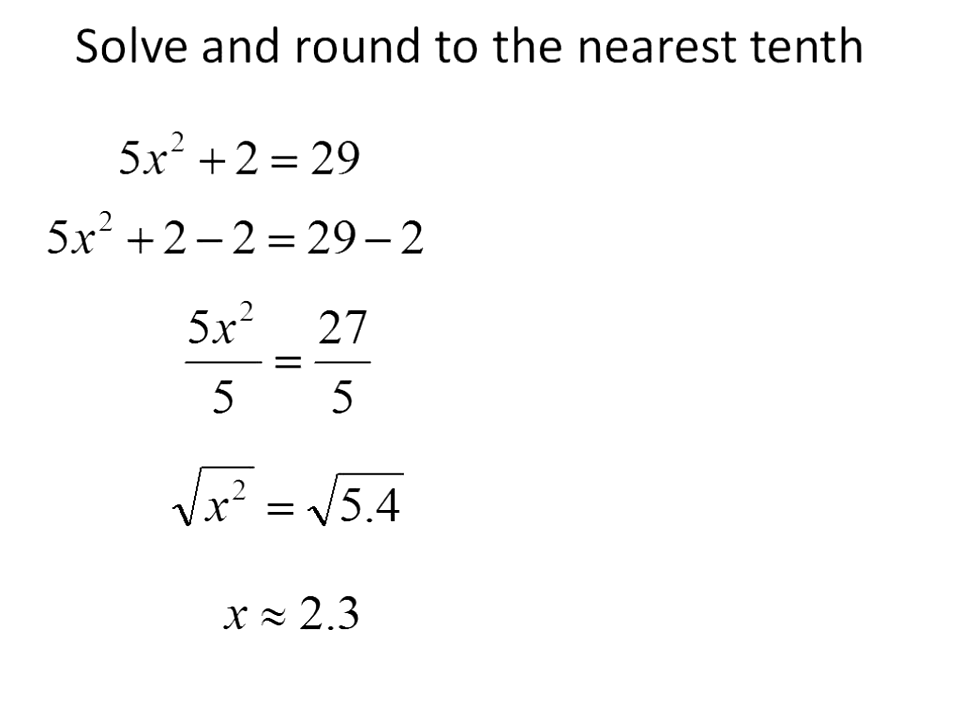 Solve and round to the nearest tenth
5x² + 2 = 29
5x² + 2 − 2 = 29 − 2
5x²/5 = 27/5
√x² = √5.4
x ≈ 2.3